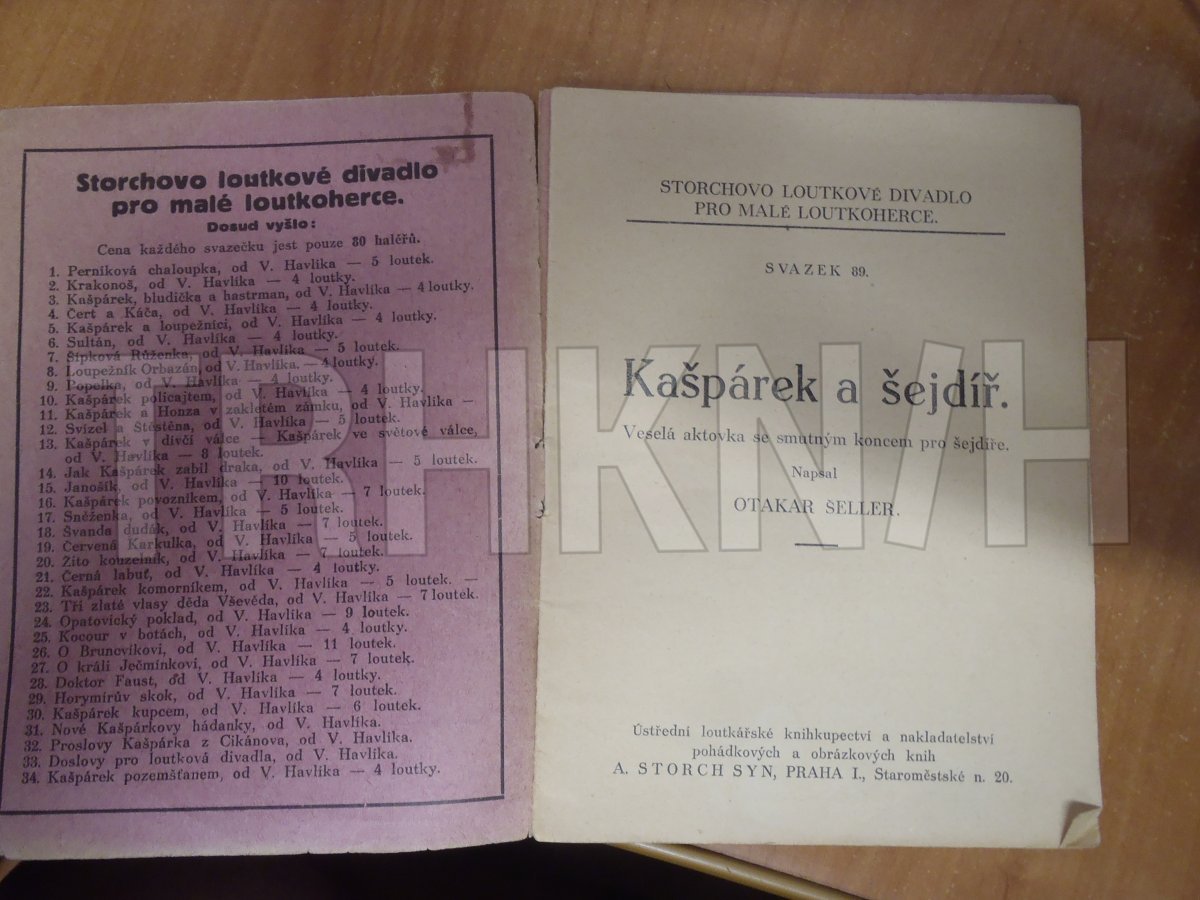 Storchovo loutkové divadlo
pro malé loutkoherce.
Dosud vyšlo:
Cena každého svazečku jest pouze 80 haléřů.
1. Perníková chaloupka, od V. Havlíka — 5 loutek.
2. Krakonoš, od V. Havlíka — 4 loutky.
3. Kašpárek, bludička a hastrman, od V. Havlíka — 4 loutky.
4. Čert a Káča, od V. Havlíka — 4 loutky.
5. Kašpárek a loupežníci, od V. Havlíka — 4 loutky.
6. Sultán, od V. Havlíka — 4 loutky.
7. Šípková Růženka, od V. Havlíka — 5 loutek.
8. Loupežník Orbazán, od V. Havlíka. — 4 loutky.
9. Popelka, od V. Havlíka — 4 loutky.
10. Kašpárek policajtem, od V. Havlíka — 4 loutky.
11. Kašpárek a Honza v zakletém zámku, od V. Havlíka —
12. Svízel a Štěstěna, od V. Havlíka — 5 loutek.
13. Kašpárek v dívčí válce — Kašpárek ve světové válce,
od V. Havlíka — 8 loutek.
14. Jak Kašpárek zabil draka, od V. Havlíka — 5 loutek.
15. Janošík, od V. Havlíka — 10 loutek.
16. Kašpárek povozníkem, od V. Havlíka — 7 loutek.
17. Sněženka, od V. Havlíka — 5 loutek.
18. Švanda dudák, od V. Havlíka — 7 loutek.
19. Červená Karkulka, od V. Havlíka — 5 loutek.
20. Žito kouzelník, od V. Havlíka — 7 loutek.
21. Černá labuť, od V. Havlíka — 4 loutky.
22. Kašpárek komorníkem, od V. Havlíka — 5 loutek. —
23. Tři zlaté vlasy děda Vševěda, od V. Havlíka — 7 loutek.
24. Opatovický poklad, od V. Havlíka — 9 loutek.
25. Kocour v botách, od V. Havlíka — 4 loutky.
26. O Bruncvíkovi, od V. Havlíka — 11 loutek.
27. O králi Ječmínkovi, od V. Havlíka — 7 loutek.
28. Doktor Faust, od V. Havlíka — 4 loutky.
29. Horymírův skok, od V. Havlíka — 7 loutek.
30. Kašpárek kupcem, od V. Havlíka — 6 loutek.
31. Nové Kašpárkovy hádanky, od V. Havlíka.
32. Proslovy Kašpárka z Cikánova, od V. Havlíka.
33. Doslovy pro loutková divadla, od V. Havlíka.
34. Kašpárek pozemšťanem, od V. Havlíka — 4 loutky.
STORCHOVO LOUTKOVÉ DIVADLO
PRO MALÉ LOUTKOHERCE.
SVAZEK 89.
Kašpárek a šejdíř.
Veselá aktovka se smutným koncem pro šejdíře.
Napsal
OTAKAR ŠELLER.
Ústřední loutkářské knihkupectví a nakladatelství
pohádkových a obrázkových knih
A. STORCH SYN, PRAHA I., Staroměstské n. 20.
TRHKNIH